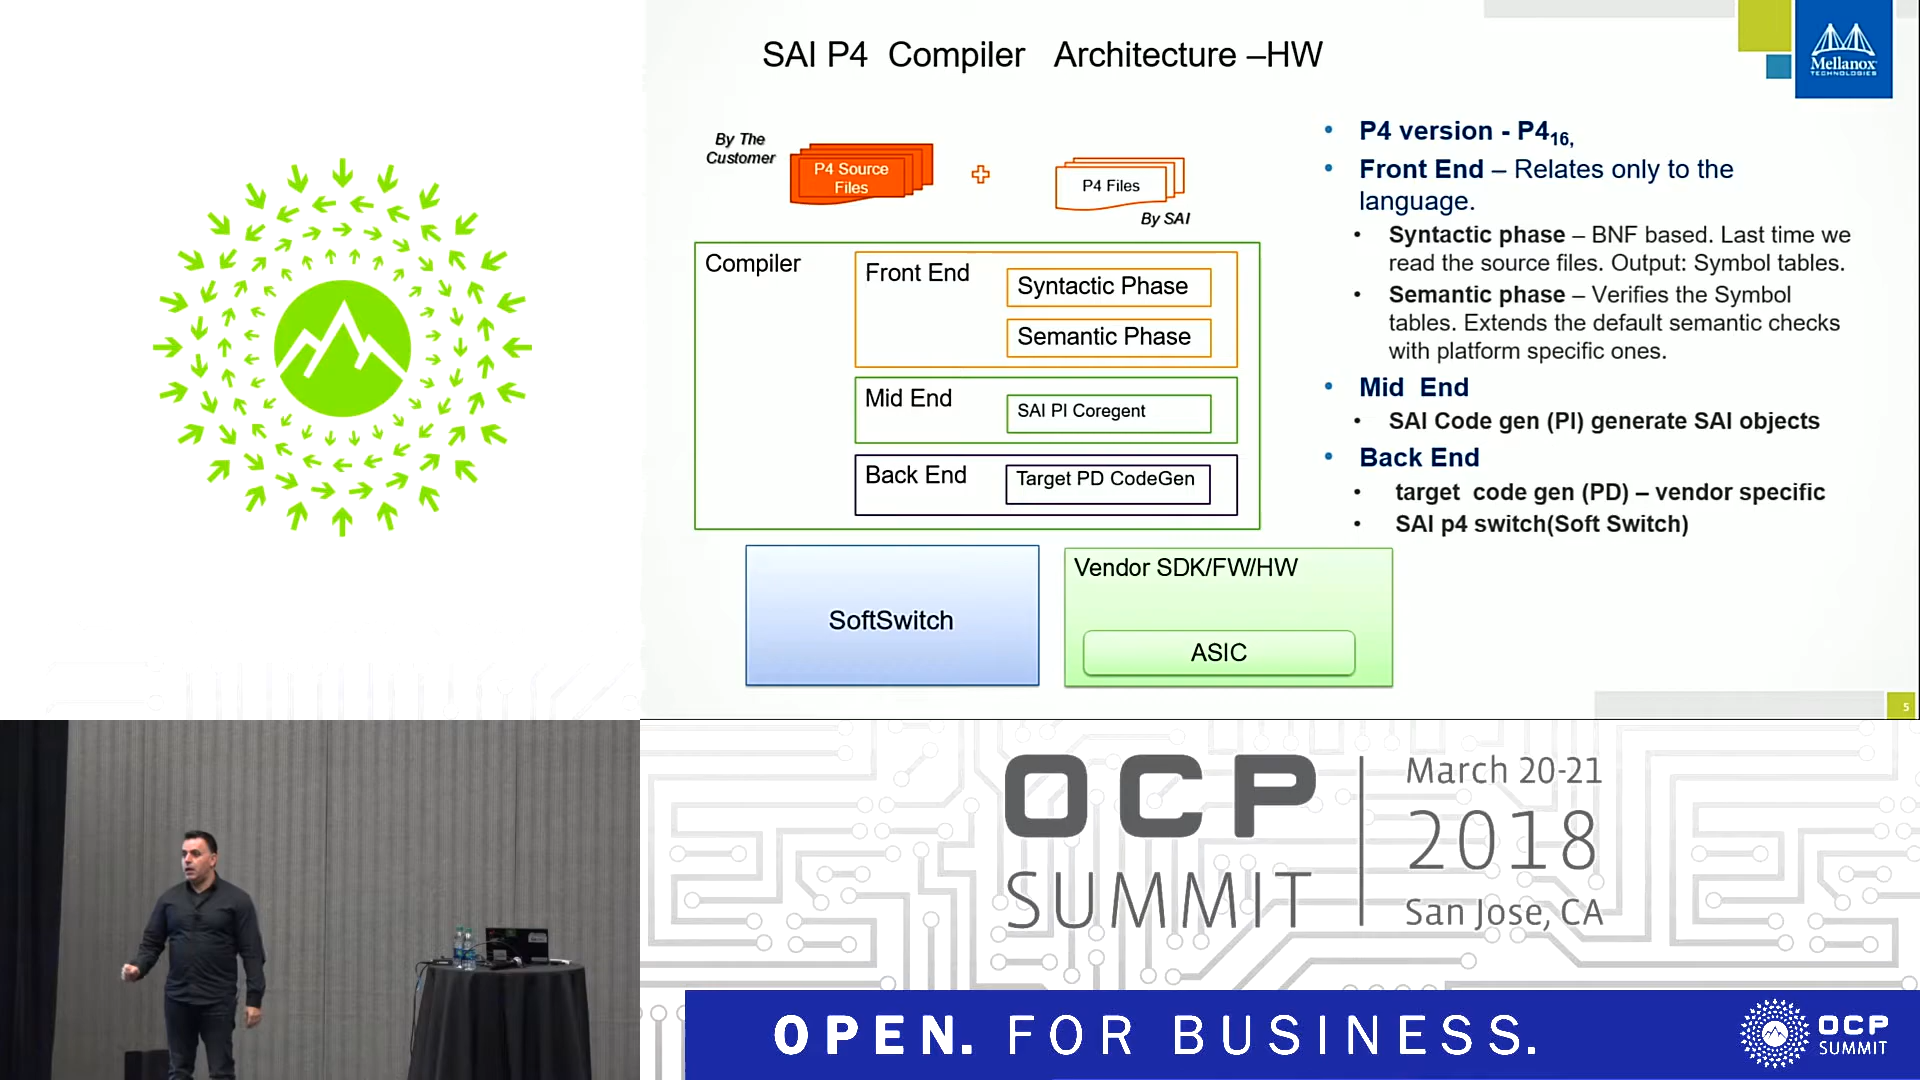 SAI P4 Compiler Architecture –HW
Mellanox
TECHNOLOGIES
By The
Customer
P4 Source
Files
P4 Files
By SAI
Compiler
Front End
Syntactic Phase
Semantic Phase
Mid End
SAI PI Coregent
Back End
Target PD CodeGen
SoftSwitch
Vendor SDK/FW/HW
ASIC
• P4 version - P4₁₆,
• Front End – Relates only to the
language.
• Syntactic phase – BNF based. Last time we
read the source files. Output: Symbol tables.
• Semantic phase – Verifies the Symbol
tables. Extends the default semantic checks
with platform specific ones.
• Mid End
• SAI Code gen (PI) generate SAI objects
• Back End
• target code gen (PD) – vendor specific
• SAI p4 switch(Soft Switch)
5
OCP
SUMMIT
March 20-21
2018
San Jose, CA
OPEN. FOR BUSINESS.
OCP
SUMMIT